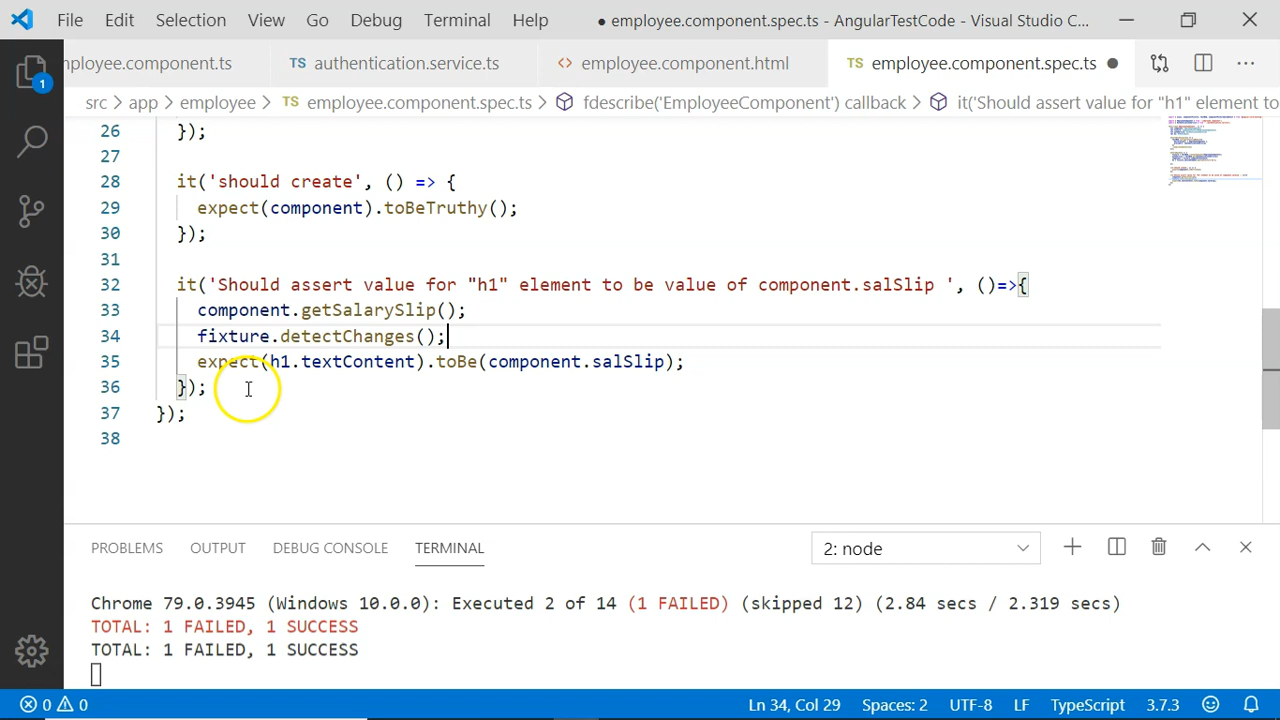 File Edit Selection View Go Debug Terminal Help ● employee.component.spec.ts - AngularTestCode - Visual Studio C...
mployee.component.ts TS authentication.service.ts <> employee.component.html TS employee.component.spec.ts
src > app > employee > TS employee.component.spec.ts > fdescribe('EmployeeComponent') callback > it('Should assert value for "h1" element to
26 });
27
28 it('should create', () => {
29 expect(component).toBeTruthy();
30 });
31
32 it('Should assert value for "h1" element to be value of component.salSlip ', ()=>{
33 component.getSalarySlip();
34 fixture.detectChanges();
35 expect(h1.textContent).toBe(component.salSlip);
36 });
37 });
38
1
PROBLEMS OUTPUT DEBUG CONSOLE TERMINAL 2: node
Chrome 79.0.3945 (Windows 10.0.0): Executed 2 of 14 (1 FAILED) (skipped 12) (2.84 secs / 2.319 secs)
TOTAL: 1 FAILED, 1 SUCCESS
TOTAL: 1 FAILED, 1 SUCCESS
0 0 Ln 34, Col 29 Spaces: 2 UTF-8 LF TypeScript 3.7.3